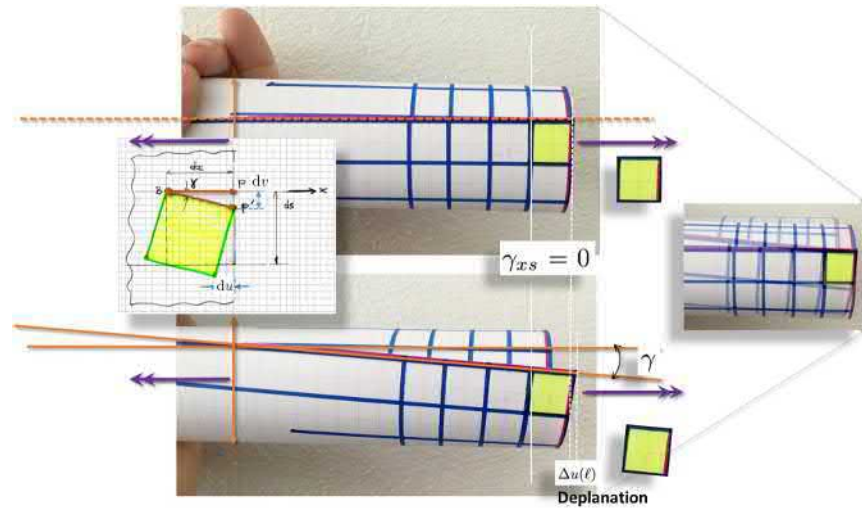 dx
γ
B
P dv
x
P'
ds
du
γₓₛ = 0
γ
Δu(ℓ)
Deplanation